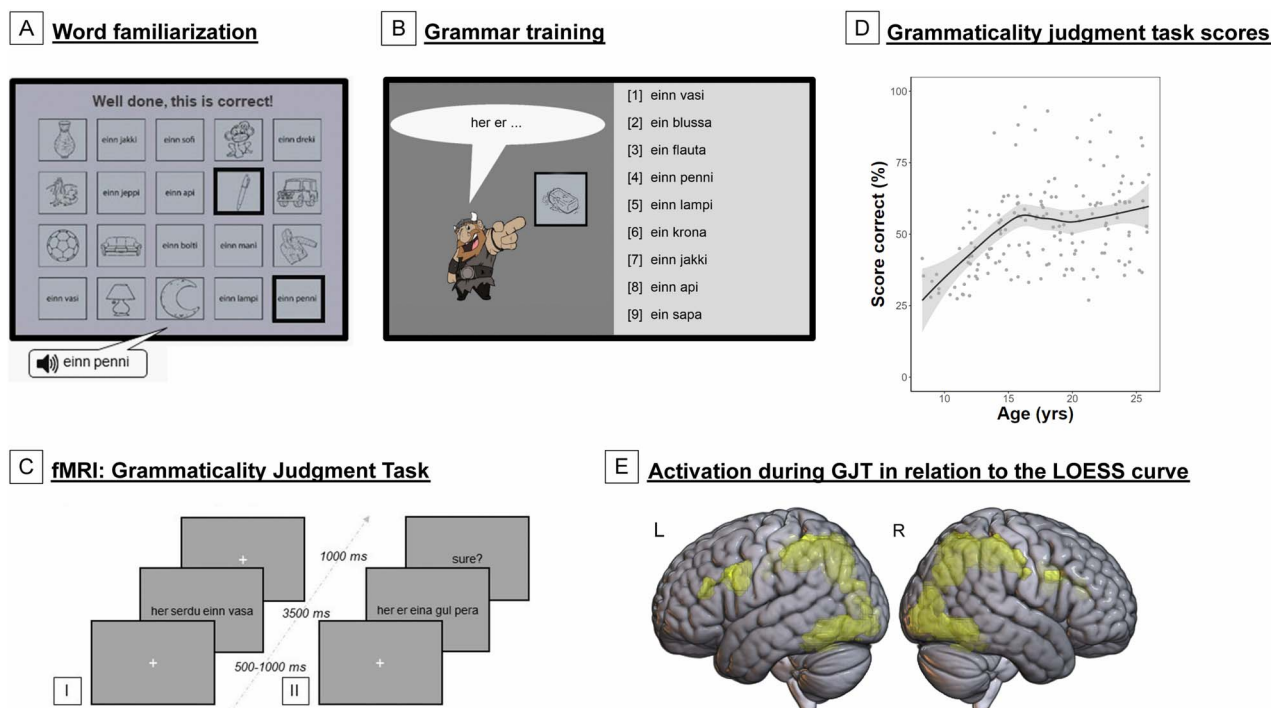 A Word familiarization
Well done, this is correct!
einn jakki
einn sofi
einn dreki
einn jeppi
einn api
einn bolti
einn mani
einn vasi
einn lampi
einn penni
einn penni
B Grammar training
her er ...
[1] einn vasi
[2] ein blussa
[3] ein flauta
[4] einn penni
[5] einn lampi
[6] ein krona
[7] einn jakki
[8] einn api
[9] ein sapa
D Grammaticality judgment task scores
Score correct (%)
100
75
50
25
0
10 15 20 25
Age (yrs)
C fMRI: Grammaticality Judgment Task
1000 ms
sure?
her serdu einn vasa
3500 ms
her er eina gul pera
500-1000 ms
I
II
E Activation during GJT in relation to the LOESS curve
L
R